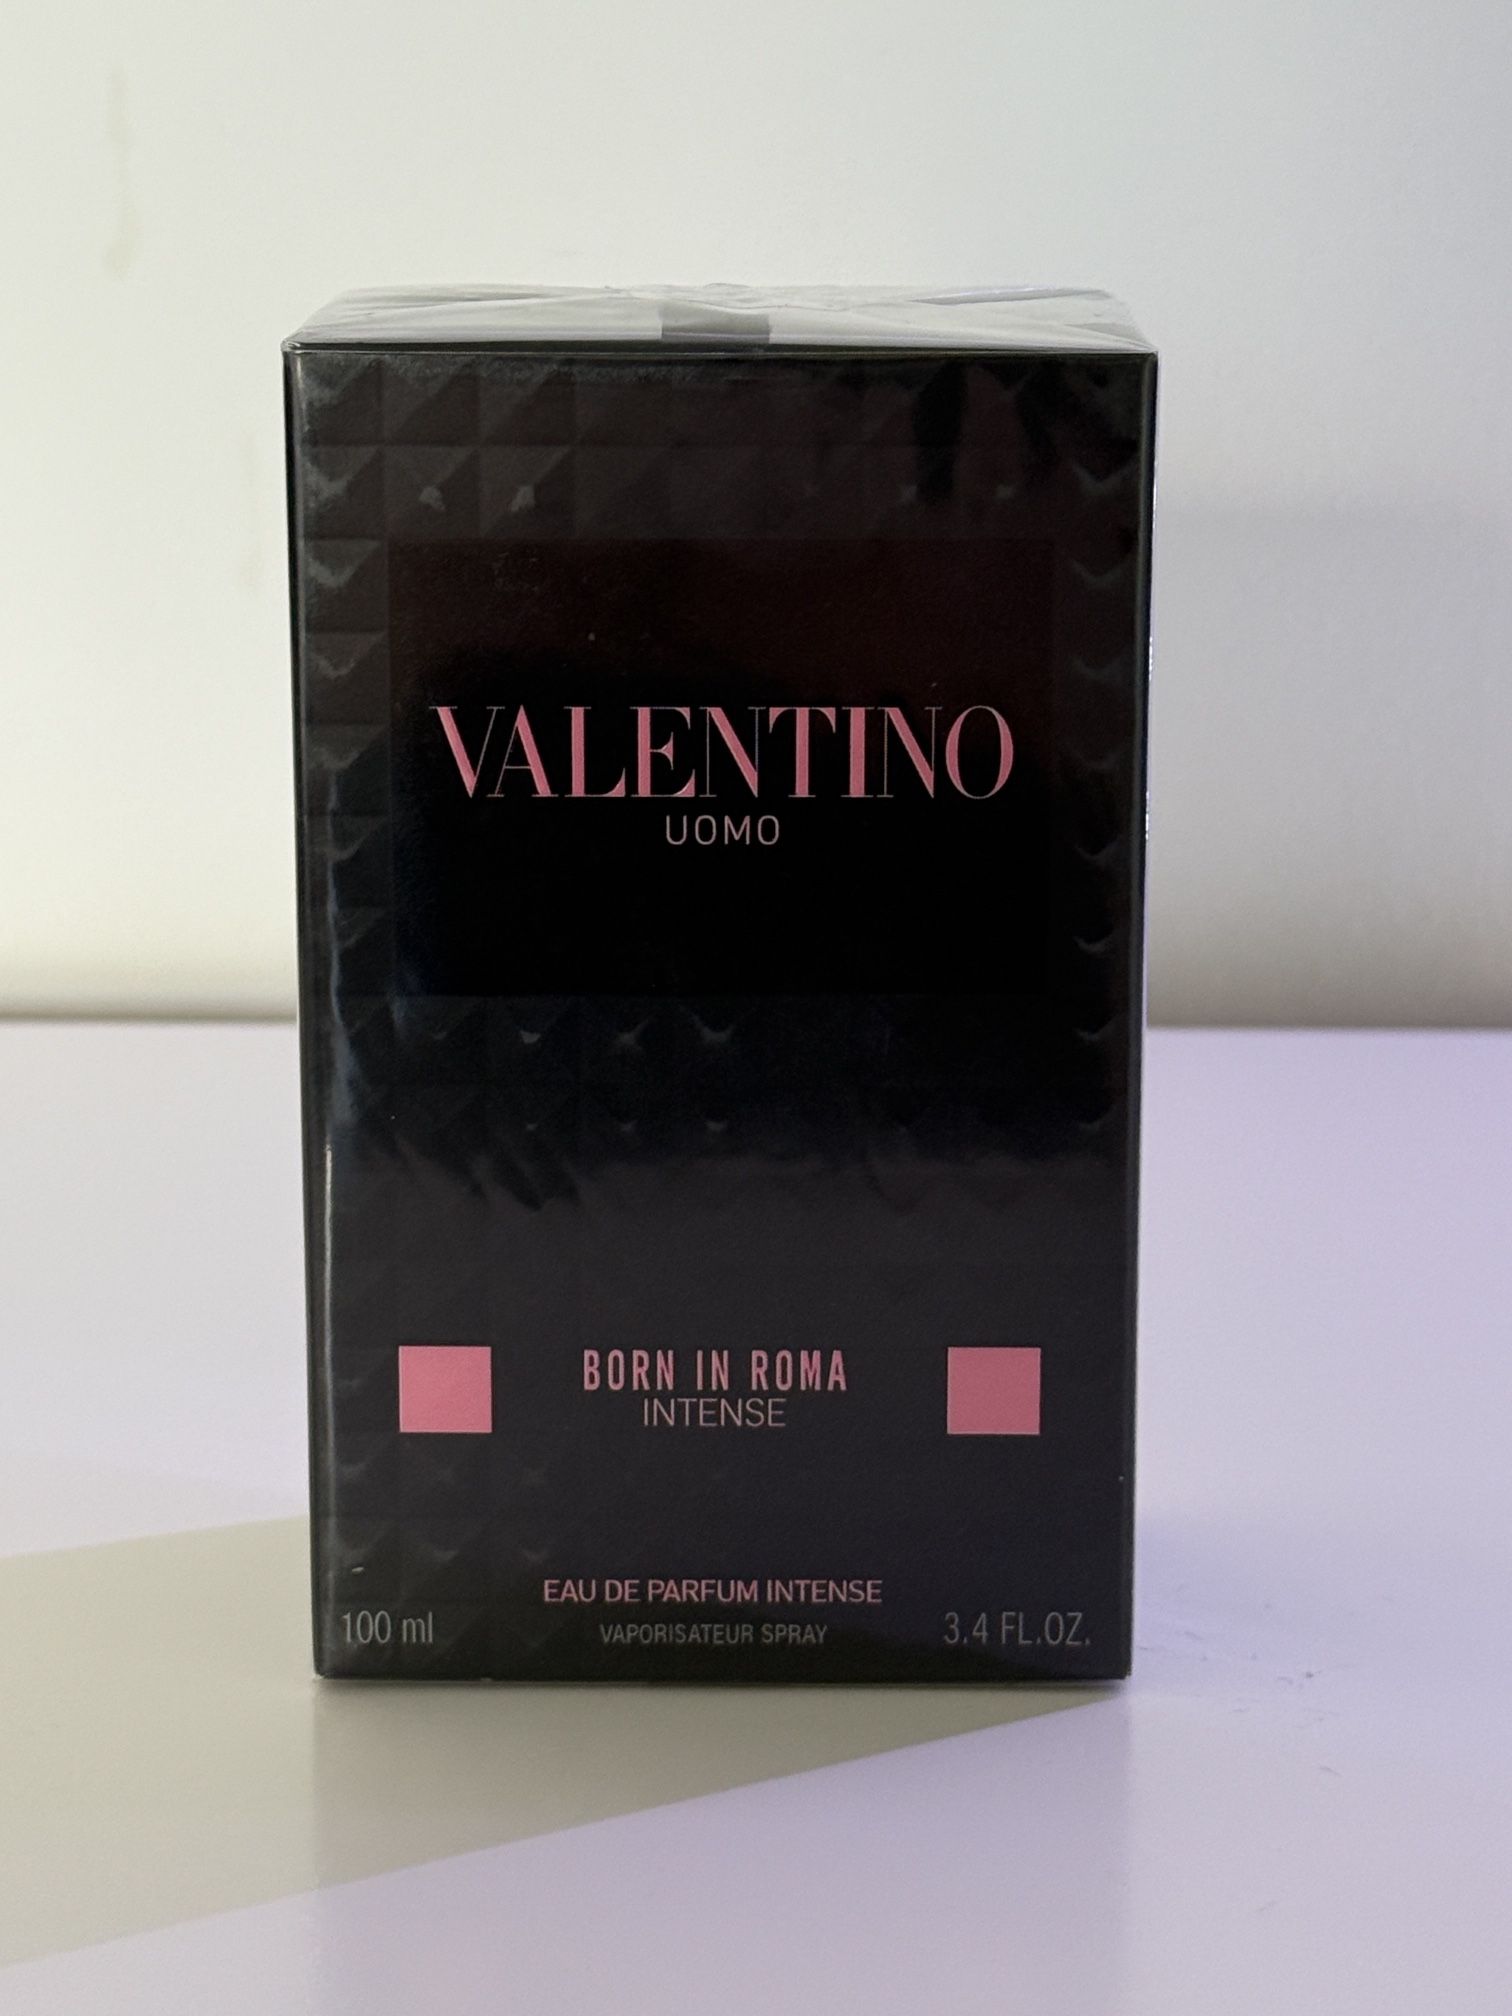 VALENTINO
UOMO
BORN IN ROMA
INTENSE
EAU DE PARFUM INTENSE
100 ml VAPORISATEUR SPRAY 3.4 FL.OZ.